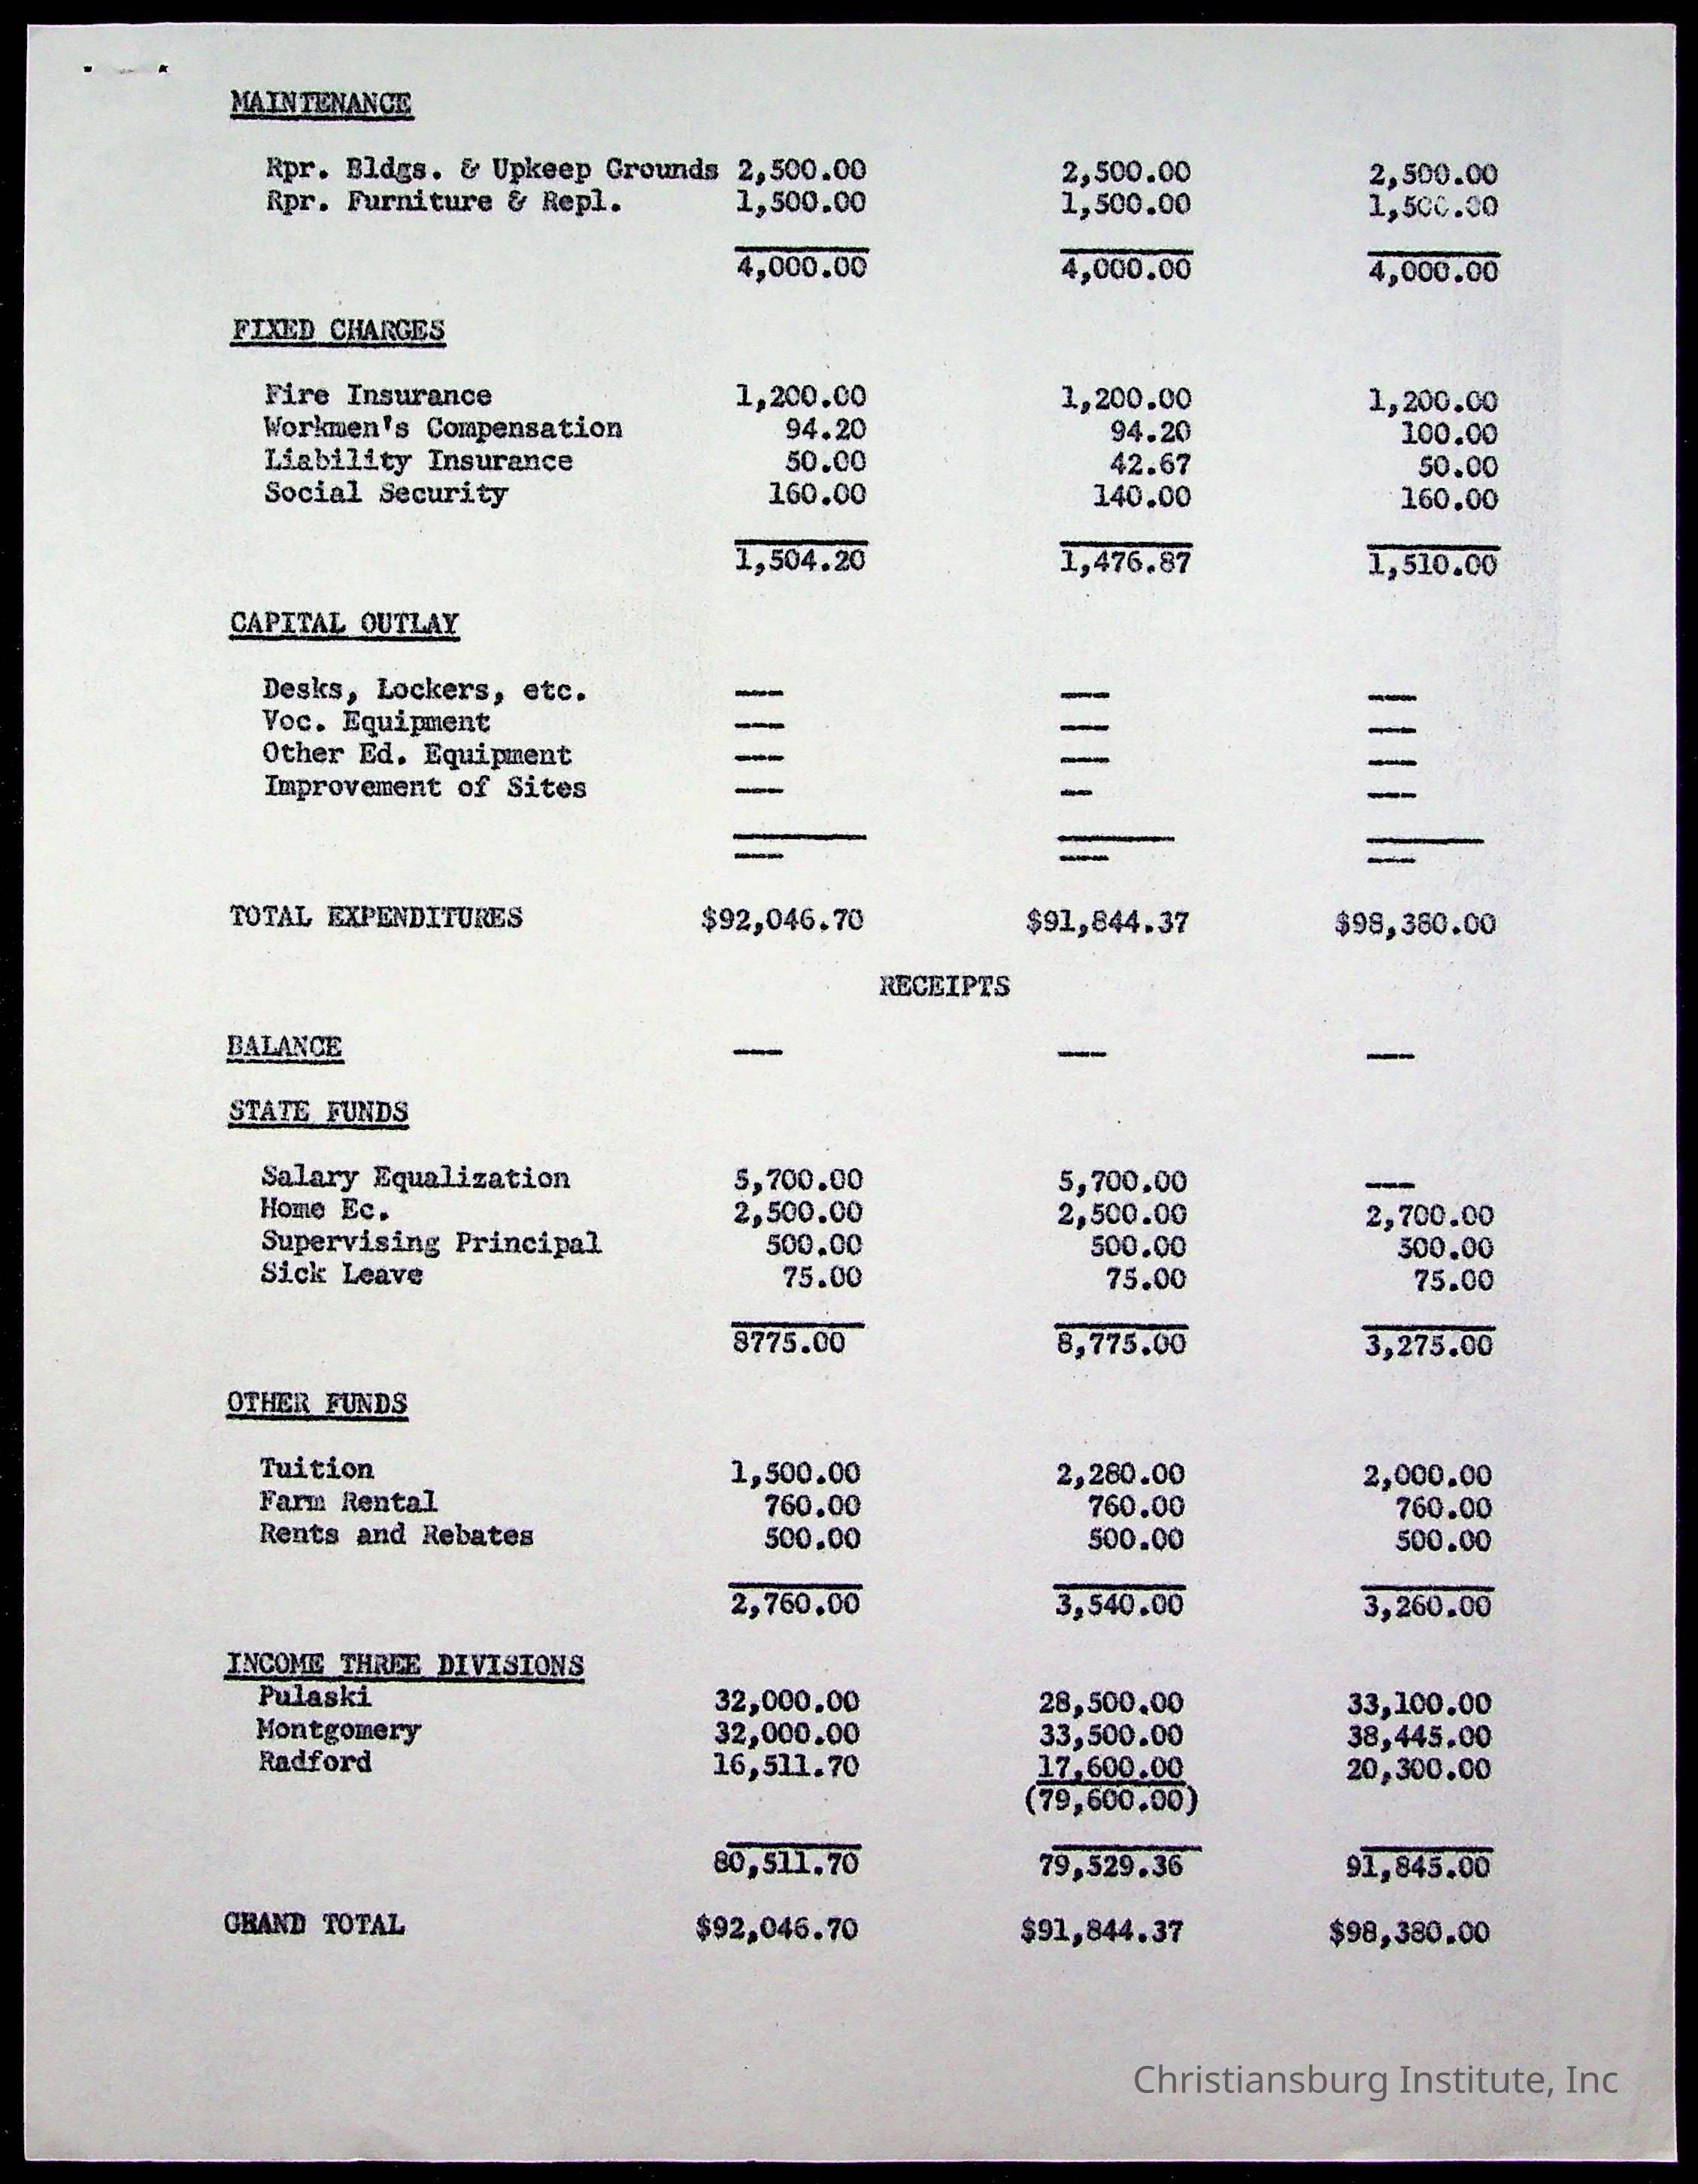 MAINTENANCE
Rpr. Bldgs. & Upkeep Grounds 2,500.00 2,500.00 2,500.00
Rpr. Furniture & Repl. 1,500.00 1,500.00 1,500.00
4,000.00 4,000.00 4,000.00
FIXED CHARGES
Fire Insurance 1,200.00 1,200.00 1,200.00
Workmen's Compensation 94.20 94.20 100.00
Liability Insurance 50.00 42.67 50.00
Social Security 160.00 140.00 160.00
1,504.20 1,476.87 1,510.00
CAPITAL OUTLAY
Desks, Lockers, etc. --- --- ---
Voc. Equipment --- --- ---
Other Ed. Equipment --- --- ---
Improvement of Sites --- -- ---
--- --- ---
TOTAL EXPENDITURES $92,046.70 $91,844.37 $98,380.00
RECEIPTS
BALANCE --- --- ---
STATE FUNDS
Salary Equalization 5,700.00 5,700.00 ---
Home Ec. 2,500.00 2,500.00 2,700.00
Supervising Principal 500.00 500.00 500.00
Sick Leave 75.00 75.00 75.00
8775.00 8,775.00 3,275.00
OTHER FUNDS
Tuition 1,500.00 2,280.00 2,000.00
Farm Rental 760.00 760.00 760.00
Rents and Rebates 500.00 500.00 500.00
2,760.00 3,540.00 3,260.00
INCOME THREE DIVISIONS
Pulaski 32,000.00 28,500.00 33,100.00
Montgomery 32,000.00 33,500.00 38,445.00
Radford 16,511.70 17,600.00 20,300.00
(79,600.00)
80,511.70 79,529.36 91,845.00
GRAND TOTAL $92,046.70 $91,844.37 $98,380.00
Christiansburg Institute, Inc